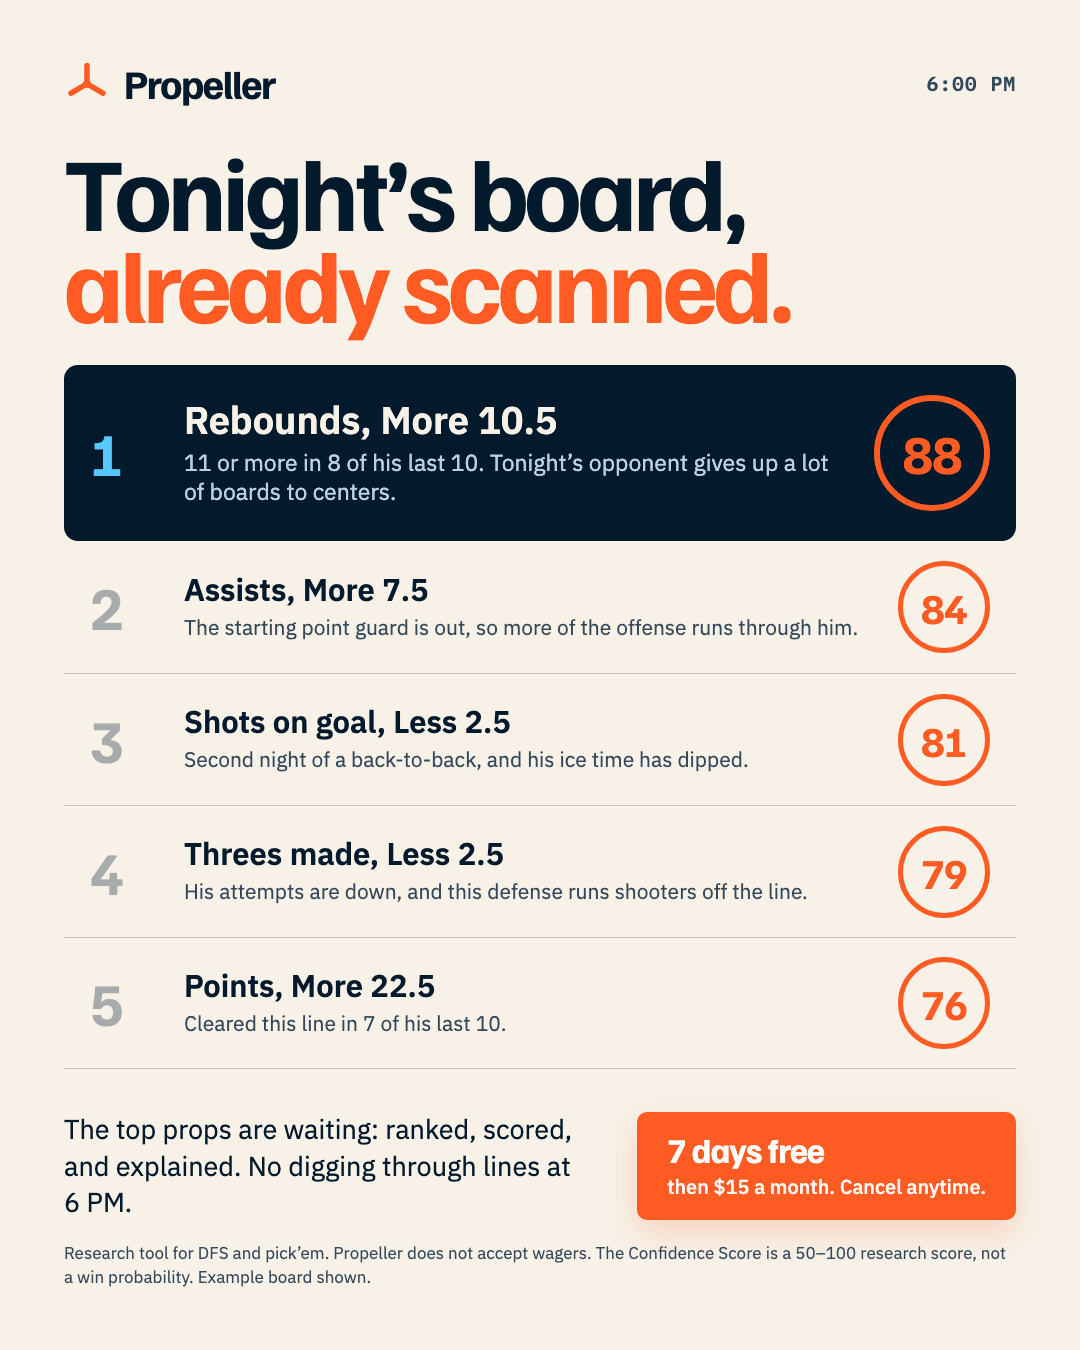 Propeller
6:00 PM
Tonight’s board,
already scanned.
1
Rebounds, More 10.5
11 or more in 8 of his last 10. Tonight’s opponent gives up a lot
of boards to centers.
88
2
Assists, More 7.5
The starting point guard is out, so more of the offense runs through him.
84
3
Shots on goal, Less 2.5
Second night of a back-to-back, and his ice time has dipped.
81
4
Threes made, Less 2.5
His attempts are down, and this defense runs shooters off the line.
79
5
Points, More 22.5
Cleared this line in 7 of his last 10.
76
The top props are waiting: ranked, scored,
and explained. No digging through lines at
6 PM.
7 days free
then $15 a month. Cancel anytime.
Research tool for DFS and pick’em. Propeller does not accept wagers. The Confidence Score is a 50–100 research score, not
a win probability. Example board shown.